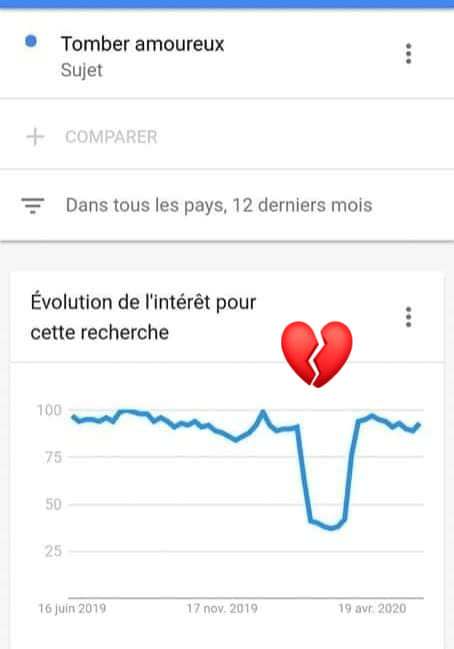 Tomber amoureux
Sujet
COMPARER
Dans tous les pays, 12 derniers mois
Évolution de l'intérêt pour
cette recherche
100
75
50
25
16 juin 2019 17 nov. 2019 19 avr. 2020